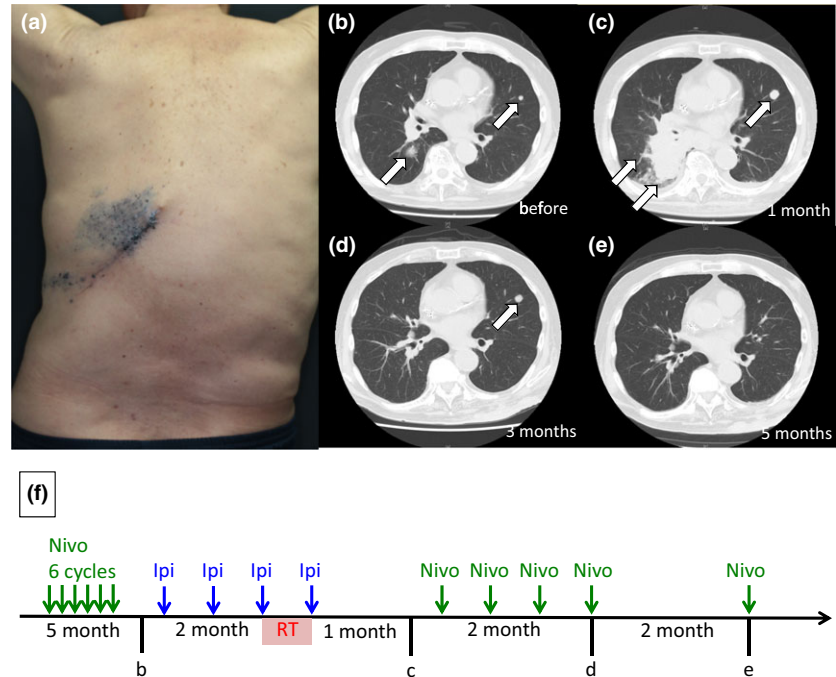 (a)
(b)
before
(c)
1 month
(d)
3 months
(e)
5 months
(f)
Nivo
6 cycles
Ipi Ipi Ipi Ipi
Nivo Nivo Nivo Nivo
Nivo
5 month 2 month RT 1 month 2 month 2 month
b c d e